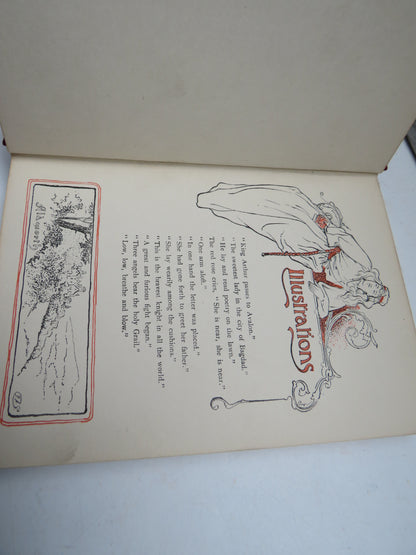 Illustrations
"King Arthur passes to Avalon."
"The sweetest lady in the city of Bagdad.
"He lay and read poetry on the lawn."
The red rose cries, "She is near, she is near."
"One arm aloft."
"In one hand the letter was placed."
"She had gone forth to greet her father."
She lay wearily among the cushions.
"This is the bravest knight in all the world."
"A great and furious fight began."
"Three angels bear the holy Grail."
"Low, low, breathe and blow."